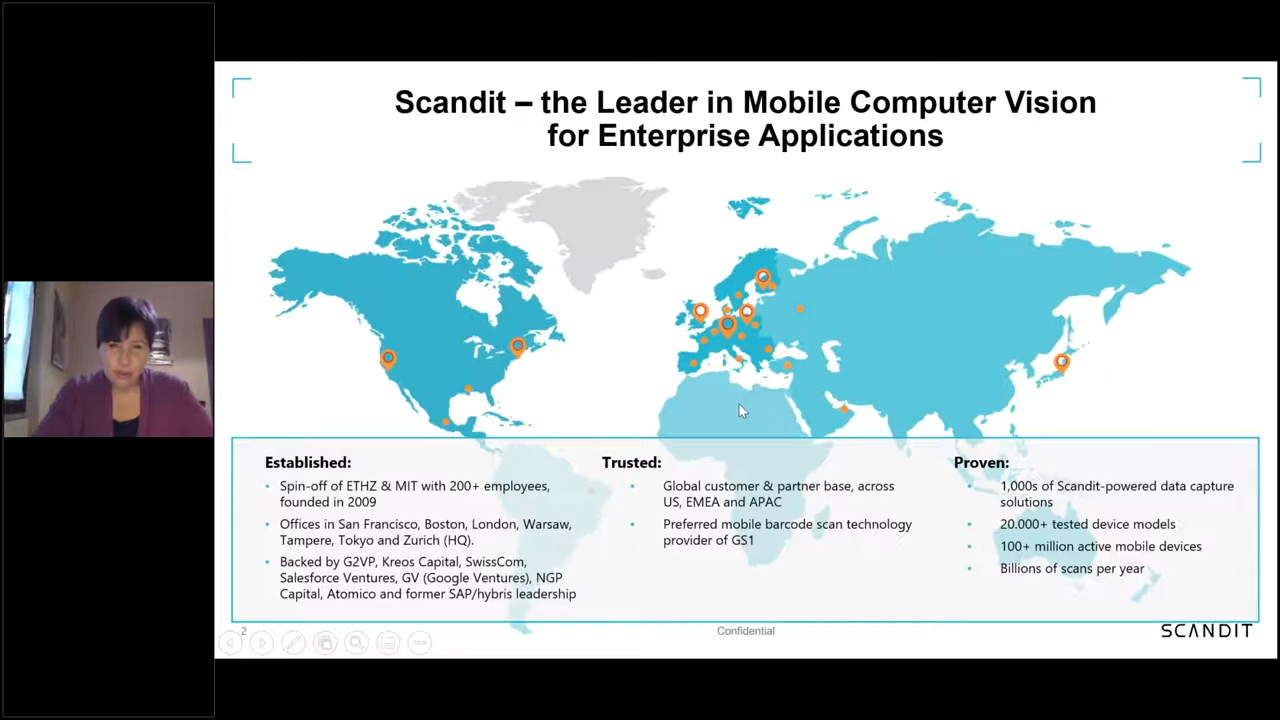 Scandit – the Leader in Mobile Computer Vision
for Enterprise Applications
Established:
• Spin-off of ETHZ & MIT with 200+ employees,
founded in 2009
• Offices in San Francisco, Boston, London, Warsaw,
Tampere, Tokyo and Zurich (HQ).
• Backed by G2VP, Kreos Capital, SwissCom,
Salesforce Ventures, GV (Google Ventures), NGP
Capital, Atomico and former SAP/hybris leadership
Trusted:
• Global customer & partner base, across
US, EMEA and APAC
• Preferred mobile barcode scan technology
provider of GS1
Proven:
• 1,000s of Scandit-powered data capture
solutions
• 20.000+ tested device models
• 100+ million active mobile devices
• Billions of scans per year
2
Confidential
SCANDIT